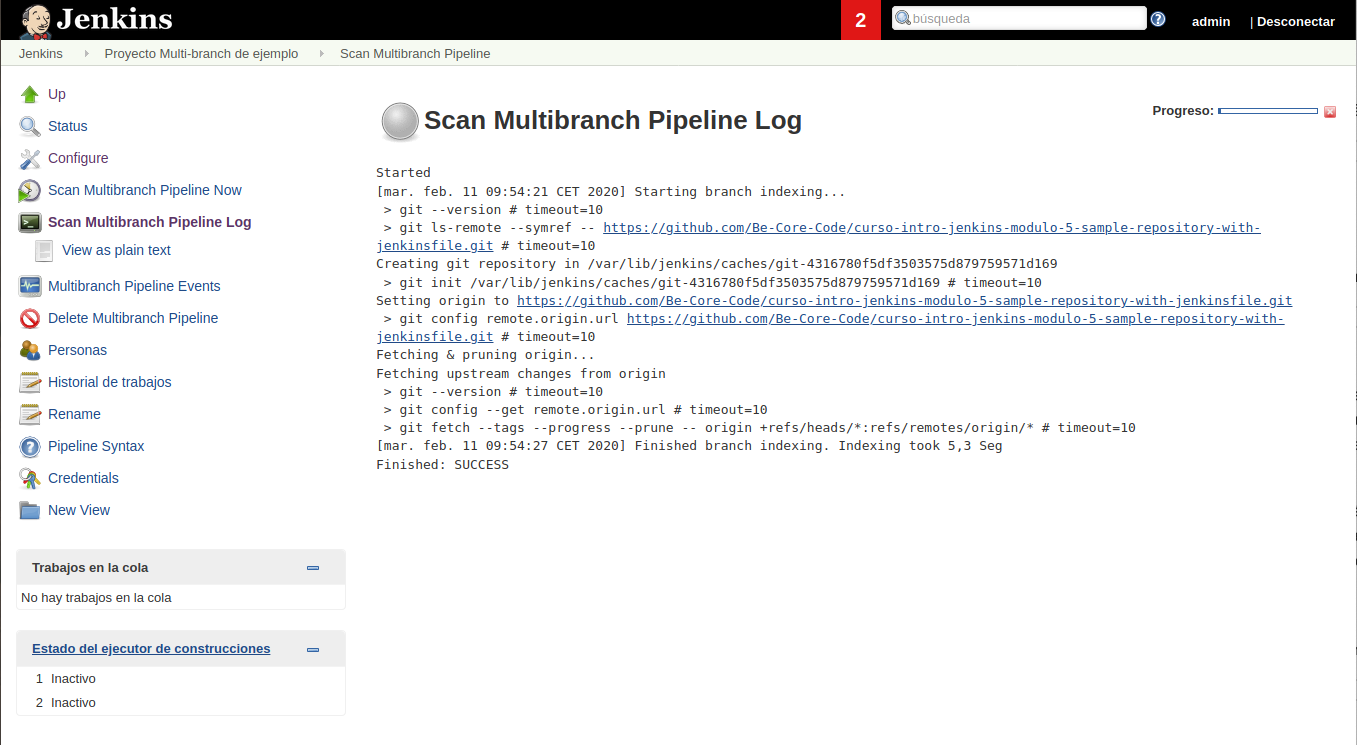 Jenkins
2
búsqueda
admin
| Desconectar
Jenkins
Proyecto Multi-branch de ejemplo
Scan Multibranch Pipeline
Up
Status
Configure
Scan Multibranch Pipeline Now
Scan Multibranch Pipeline Log
View as plain text
Multibranch Pipeline Events
Delete Multibranch Pipeline
Personas
Historial de trabajos
Rename
Pipeline Syntax
Credentials
New View
Trabajos en la cola
No hay trabajos en la cola
Estado del ejecutor de construcciones
1 Inactivo
2 Inactivo
Scan Multibranch Pipeline Log
Progreso:
Started
[mar. feb. 11 09:54:21 CET 2020] Starting branch indexing...
 > git --version # timeout=10
 > git ls-remote --symref -- https://github.com/Be-Core-Code/curso-intro-jenkins-modulo-5-sample-repository-with-
jenkinsfile.git # timeout=10
Creating git repository in /var/lib/jenkins/caches/git-4316780f5df3503575d879759571d169
 > git init /var/lib/jenkins/caches/git-4316780f5df3503575d879759571d169 # timeout=10
Setting origin to https://github.com/Be-Core-Code/curso-intro-jenkins-modulo-5-sample-repository-with-jenkinsfile.git
 > git config remote.origin.url https://github.com/Be-Core-Code/curso-intro-jenkins-modulo-5-sample-repository-with-
jenkinsfile.git # timeout=10
Fetching & pruning origin...
Fetching upstream changes from origin
 > git --version # timeout=10
 > git config --get remote.origin.url # timeout=10
 > git fetch --tags --progress --prune -- origin +refs/heads/*:refs/remotes/origin/* # timeout=10
[mar. feb. 11 09:54:27 CET 2020] Finished branch indexing. Indexing took 5,3 Seg
Finished: SUCCESS